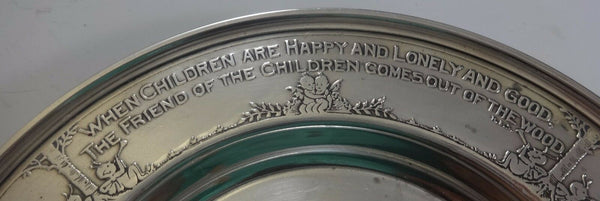 WHEN CHILDREN ARE HAPPY AND LONELY AND GOOD.
THE FRIEND OF THE CHILDREN COMES OUT OF THE WOOD.